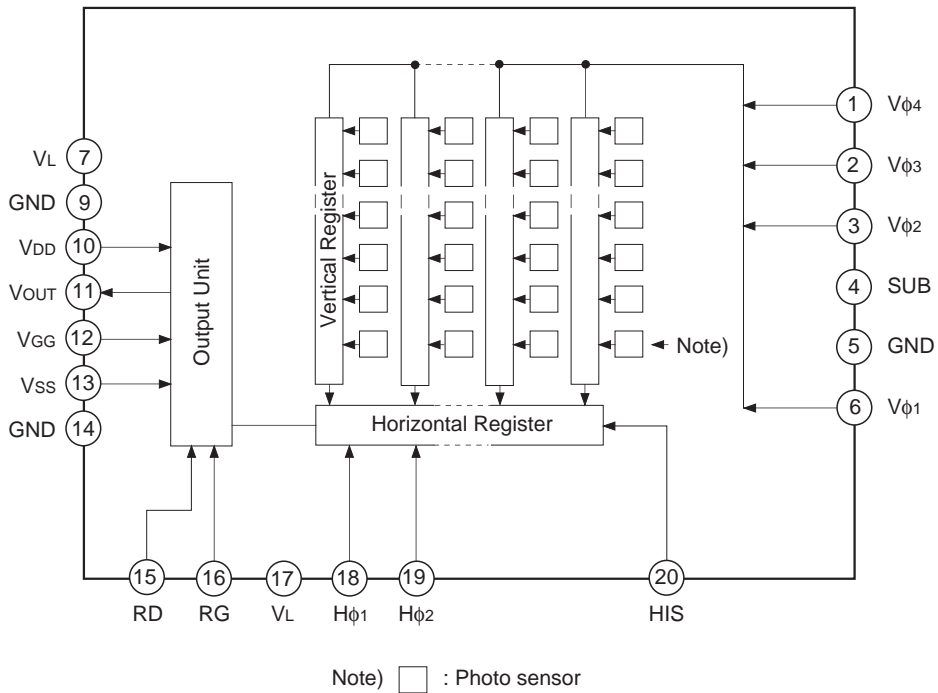 1 Vϕ4
2 Vϕ3
3 Vϕ2
4 SUB
5 GND
6 Vϕ1
VL 7
GND 9
VDD 10
VOUT 11
VGG 12
VSS 13
GND 14
Output Unit
Vertical Register
Note)
Horizontal Register
15 16 17 18 19 20
RD RG VL Hϕ1 Hϕ2 HIS
Note) : Photo sensor